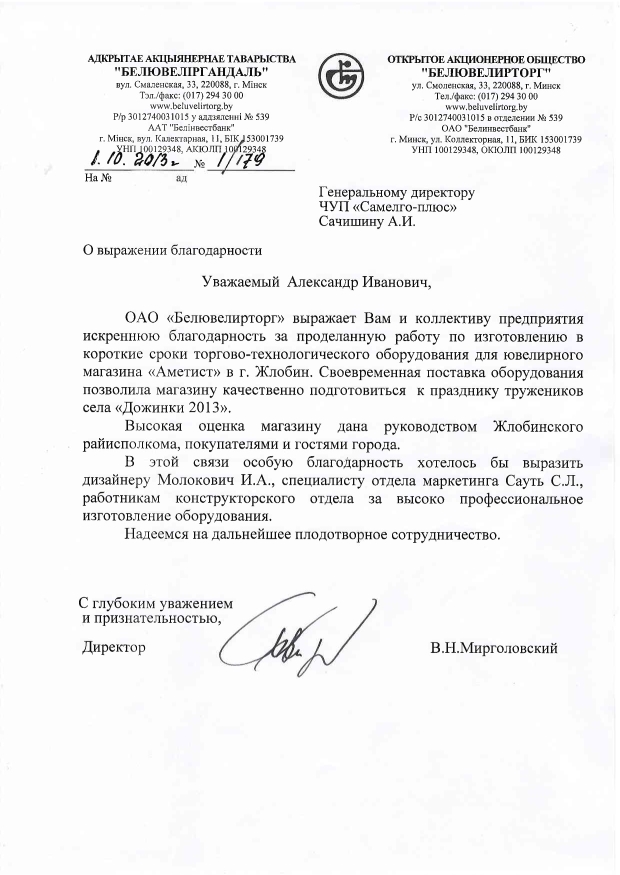 АДКРЫТАЕ АКЦЫЯНЕРНАЕ ТАВАРЫСТВА
"БЕЛЮВЕЛІРГАНДАЛЬ"
вул. Смаленская, 33, 220088, г. Мінск
Тэл./факс: (017) 294 30 00
www.beluvelirtorg.by
Р/р 3012740031015 у аддзяленні № 539
ААТ "Белінвестбанк"
г. Мінск, вул. Калектарная, 11, БІК 153001739
УНП 100129348, АКЮЛП 100129348
1.10.2013г № 1/179
На № ад
ОТКРЫТОЕ АКЦИОНЕРНОЕ ОБЩЕСТВО
"БЕЛЮВЕЛИРТОРГ"
ул. Смоленская, 33, 220088, г. Минск
Тел./факс: (017) 294 30 00
www.beluvelirtorg.by
Р/с 3012740031015 в отделении № 539
ОАО "Белинвестбанк"
г. Минск, ул. Коллекторная, 11, БИК 153001739
УНП 100129348, ОКЮЛП 100129348
Генеральному директору
ЧУП «Самелго-плюс»
Сачишину А.И.
О выражении благодарности
Уважаемый Александр Иванович,
ОАО «Белювелирторг» выражает Вам и коллективу предприятия
искреннюю благодарность за проделанную работу по изготовлению в
короткие сроки торгово-технологического оборудования для ювелирного
магазина «Аметист» в г. Жлобин. Своевременная поставка оборудования
позволила магазину качественно подготовиться к празднику тружеников
села «Дожинки 2013».
Высокая оценка магазину дана руководством Жлобинского
райисполкома, покупателями и гостями города.
В этой связи особую благодарность хотелось бы выразить
дизайнеру Молокович И.А., специалисту отдела маркетинга Сауть С.Л.,
работникам конструкторского отдела за высоко профессиональное
изготовление оборудования.
Надеемся на дальнейшее плодотворное сотрудничество.
С глубоким уважением
и признательностью,
Директор В.Н.Мирголовский